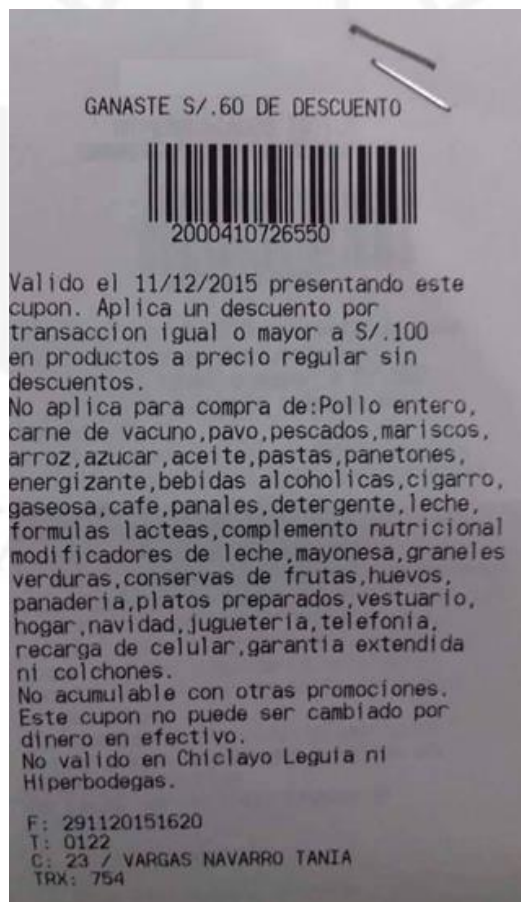 GANASTE S/.60 DE DESCUENTO
2000410726550
Valido el 11/12/2015 presentando este
cupon. Aplica un descuento por
transaccion igual o mayor a S/.100
en productos a precio regular sin
descuentos.
No aplica para compra de:Pollo entero,
carne de vacuno,pavo,pescados,mariscos,
arroz,azucar,aceite,pastas,panetones,
energizante,bebidas alcoholicas,cigarro,
gaseosa,cafe,panales,detergente,leche,
formulas lacteas,complemento nutricional
modificadores de leche,mayonesa,graneles
verduras,conservas de frutas,huevos,
panaderia,platos preparados,vestuario,
hogar,navidad,jugueteria,telefonia,
recarga de celular,garantia extendida
ni colchones.
No acumulable con otras promociones.
Este cupon no puede ser cambiado por
dinero en efectivo.
No valido en Chiclayo Leguia ni
Hiperbodegas.
F: 291120151620
T: 0122
C: 23 / VARGAS NAVARRO TANIA
TRX: 754